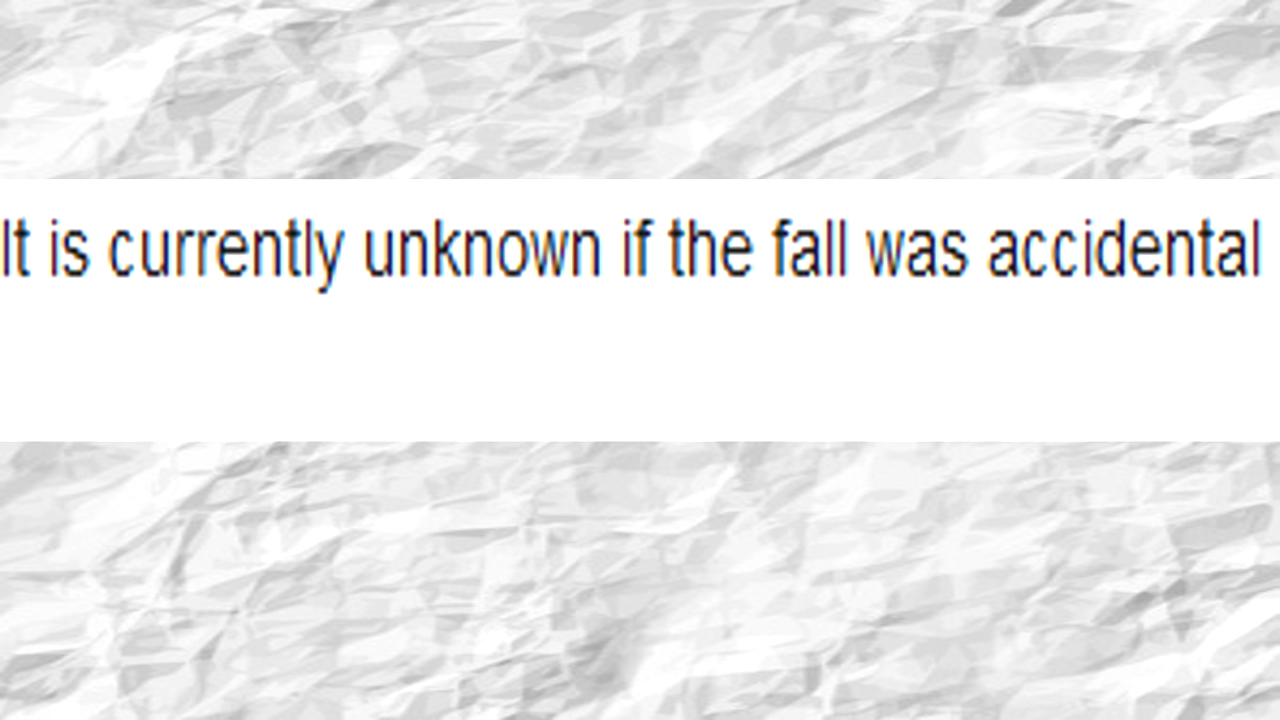 It is currently unknown if the fall was accidental